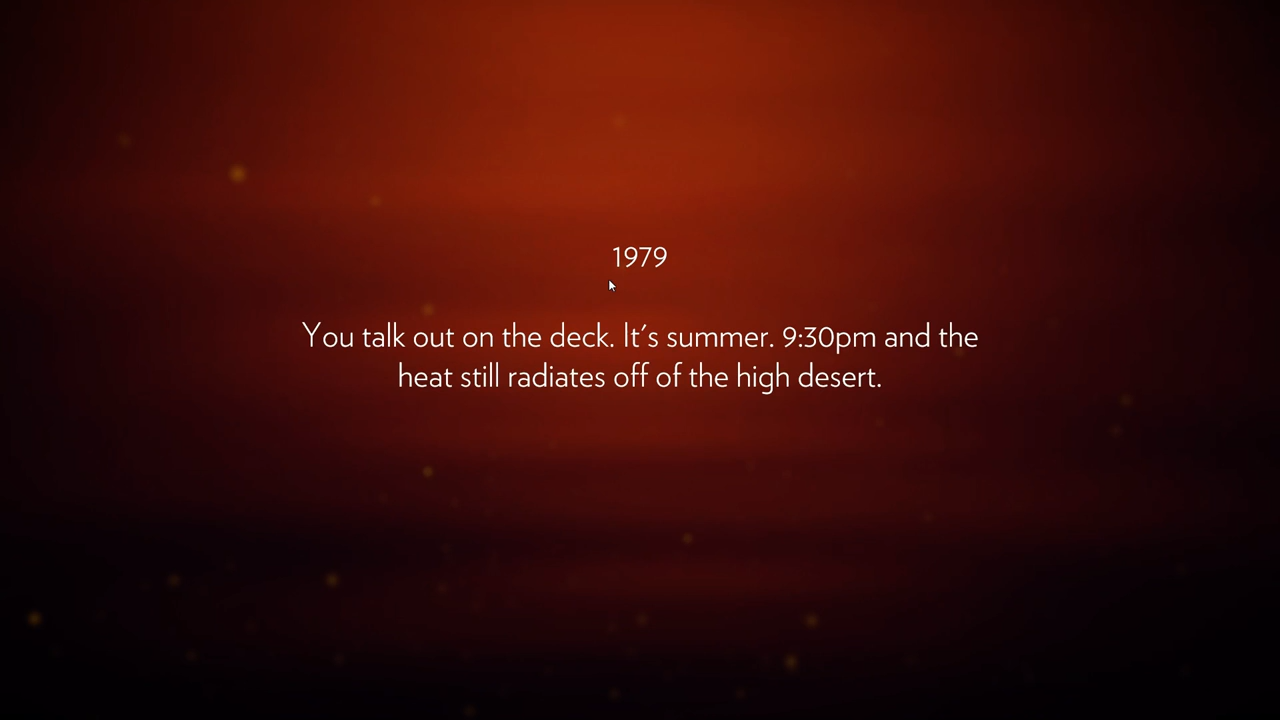 1979
You talk out on the deck. It's summer. 9:30pm and the
heat still radiates off of the high desert.